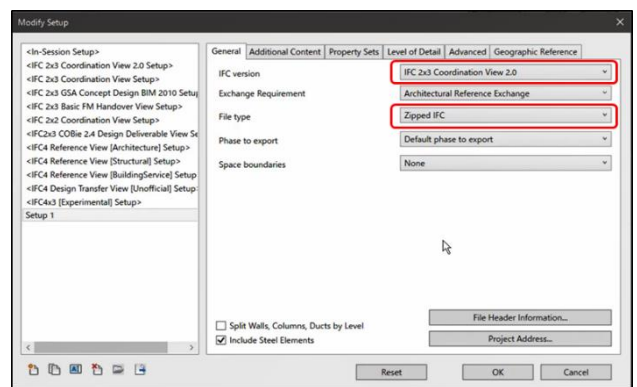 Modify Setup
<In-Session Setup>
<IFC 2x3 Coordination View 2.0 Setup>
<IFC 2x3 Coordination View Setup>
<IFC 2x3 GSA Concept Design BIM 2010 Setup
<IFC 2x3 Basic FM Handover View Setup>
<IFC 2x2 Coordination View Setup>
<IFC2x3 COBie 2.4 Design Deliverable View Se
<IFC4 Reference View [Architecture] Setup>
<IFC4 Reference View [Structural] Setup>
<IFC4 Reference View [BuildingService] Setup
<IFC4 Design Transfer View [Unofficial] Setup
<IFC4x3 [Experimental] Setup>
Setup 1
General Additional Content Property Sets Level of Detail Advanced Geographic Reference
IFC version IFC 2x3 Coordination View 2.0
Exchange Requirement Architectural Reference Exchange
File type Zipped IFC
Phase to export Default phase to export
Space boundaries None
File Header Information...
Split Walls, Columns, Ducts by Level
Include Steel Elements Project Address...
Reset OK Cancel